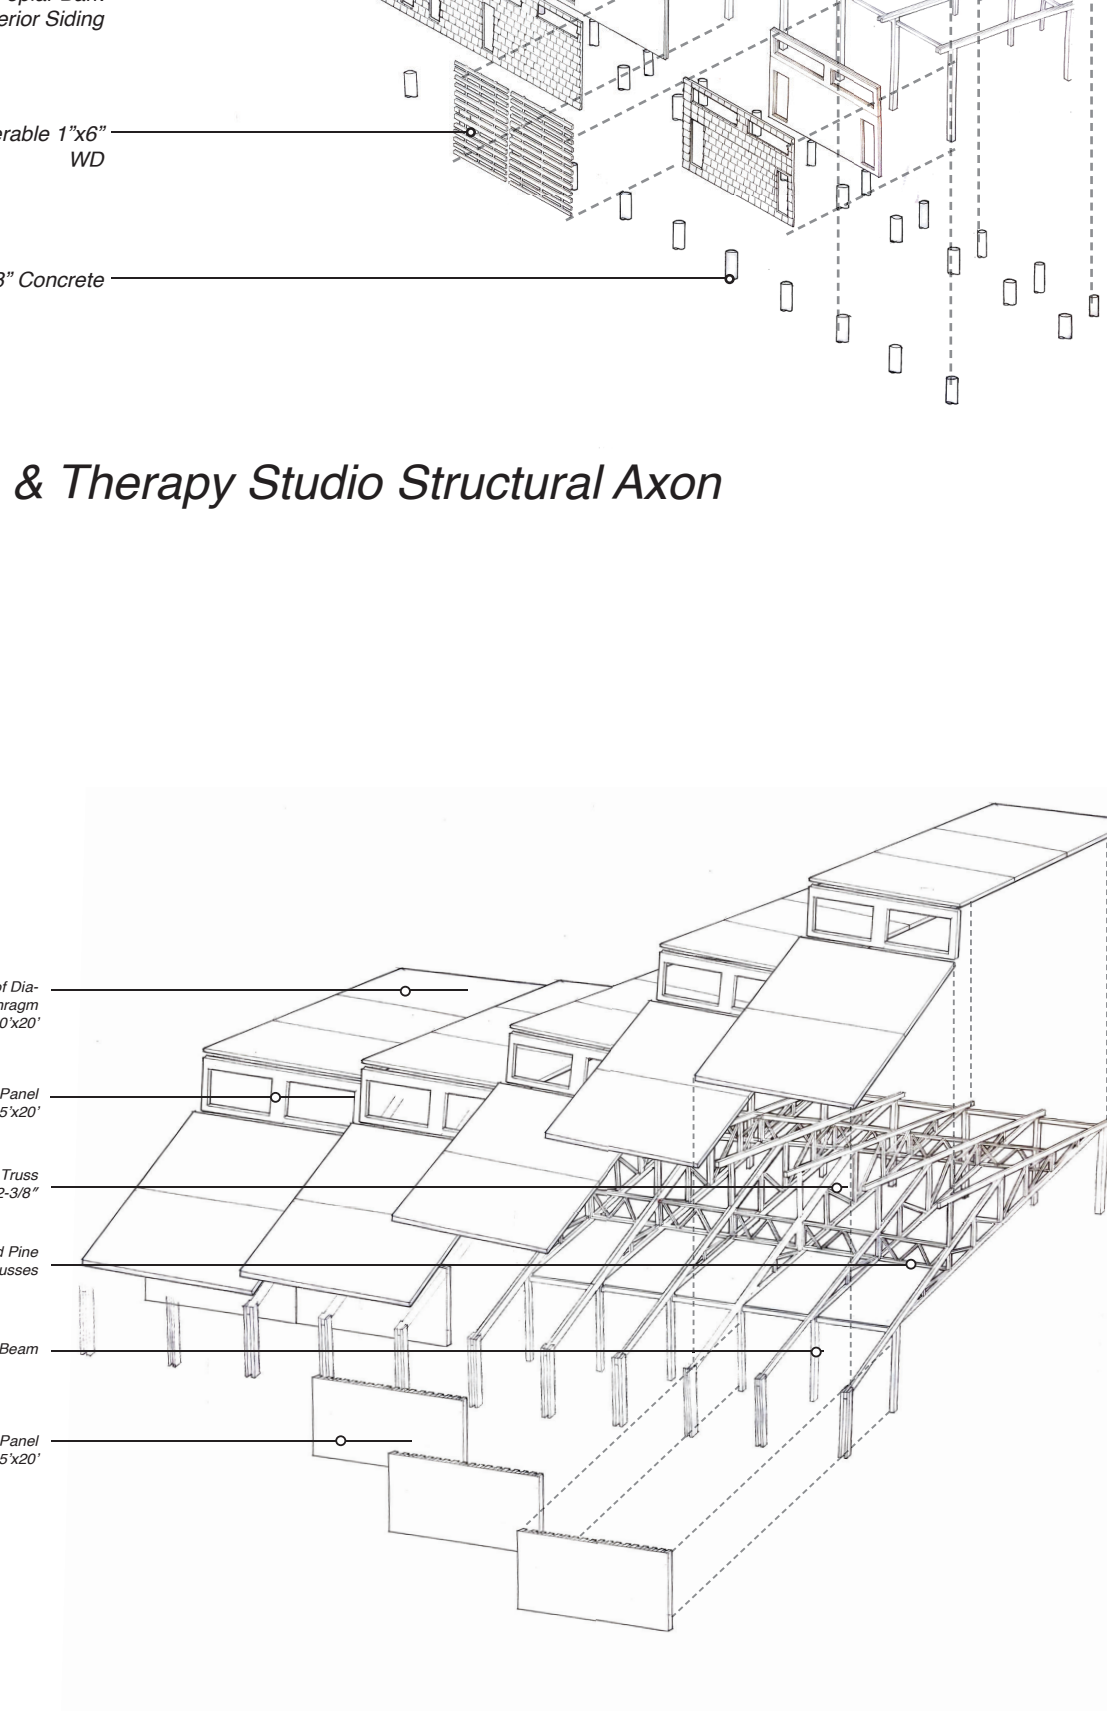 erior Siding
erable 1”x6”
WD
8” Concrete
& Therapy Studio Structural Axon
of Dia-
hragm
0’x20’
Panel
5’x20’
Truss
2-3/8”
d Pine
usses
Beam
Panel
5’x20’